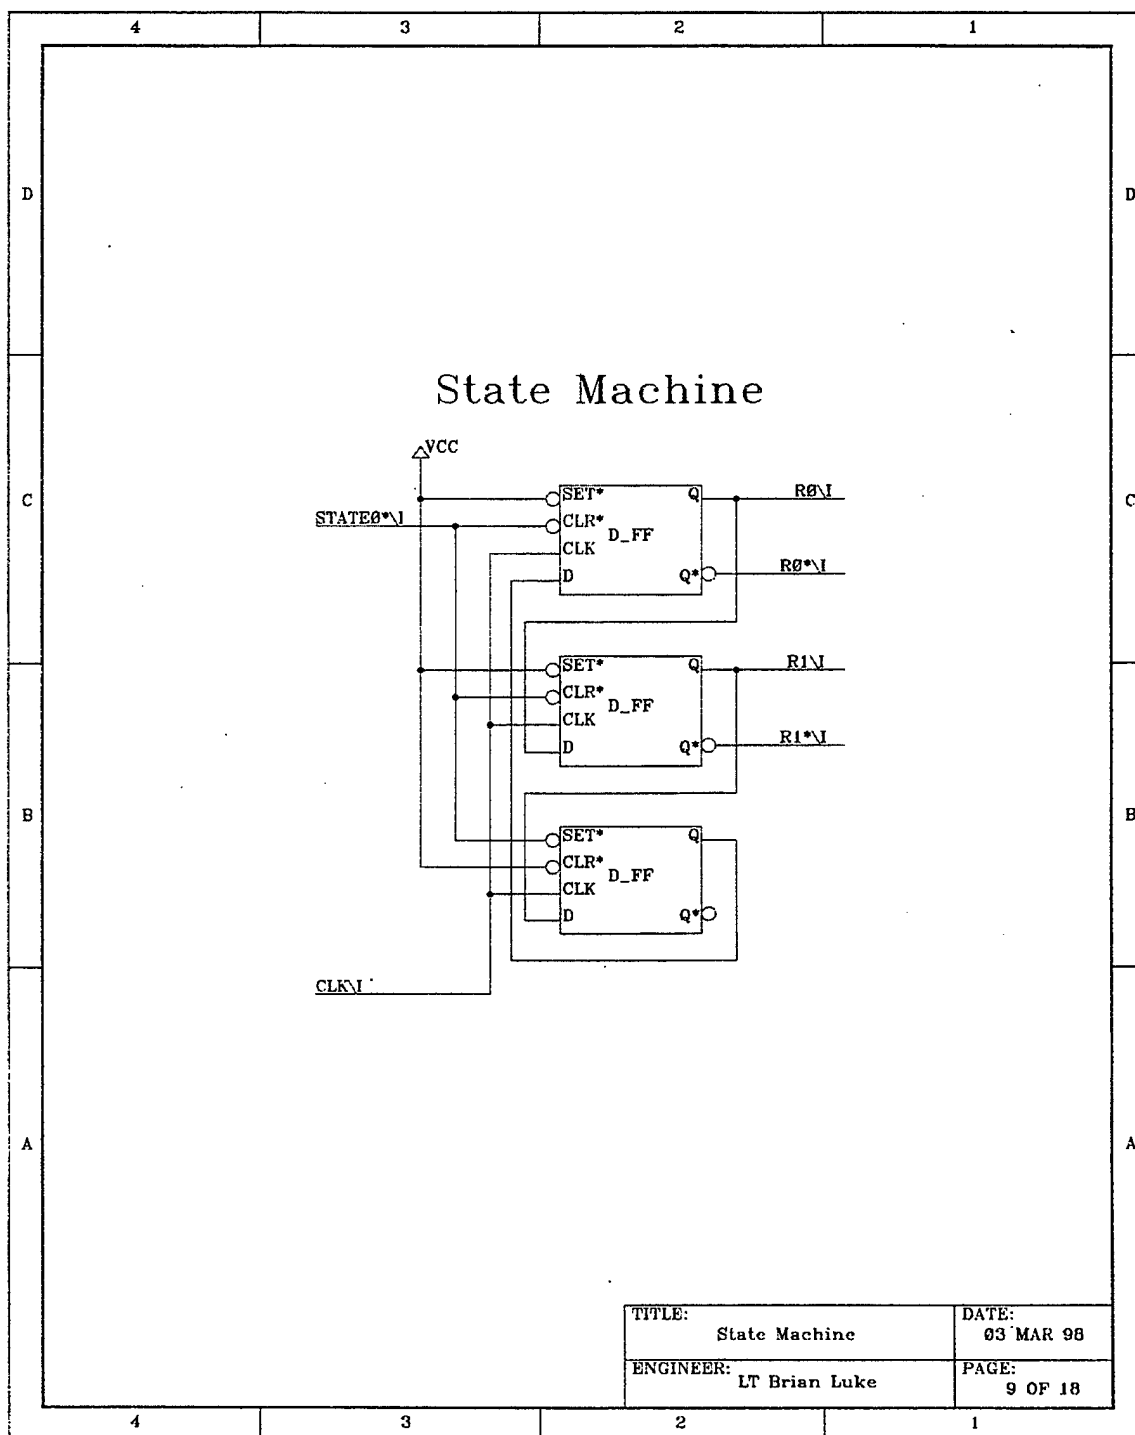 4 3 2 1
D D
State Machine
VCC
C C
SET* Q R0\I
STATE0*\I CLR*
D_FF
CLK
D Q* R0*\I
SET* Q R1\I
CLR*
D_FF
CLK
D Q* R1*\I
B B
SET* Q
CLR*
D_FF
CLK
D Q*
CLK\I
A A
TITLE: DATE:
State Machine 03 MAR 98
ENGINEER: PAGE:
LT Brian Luke 9 OF 18
4 3 2 1